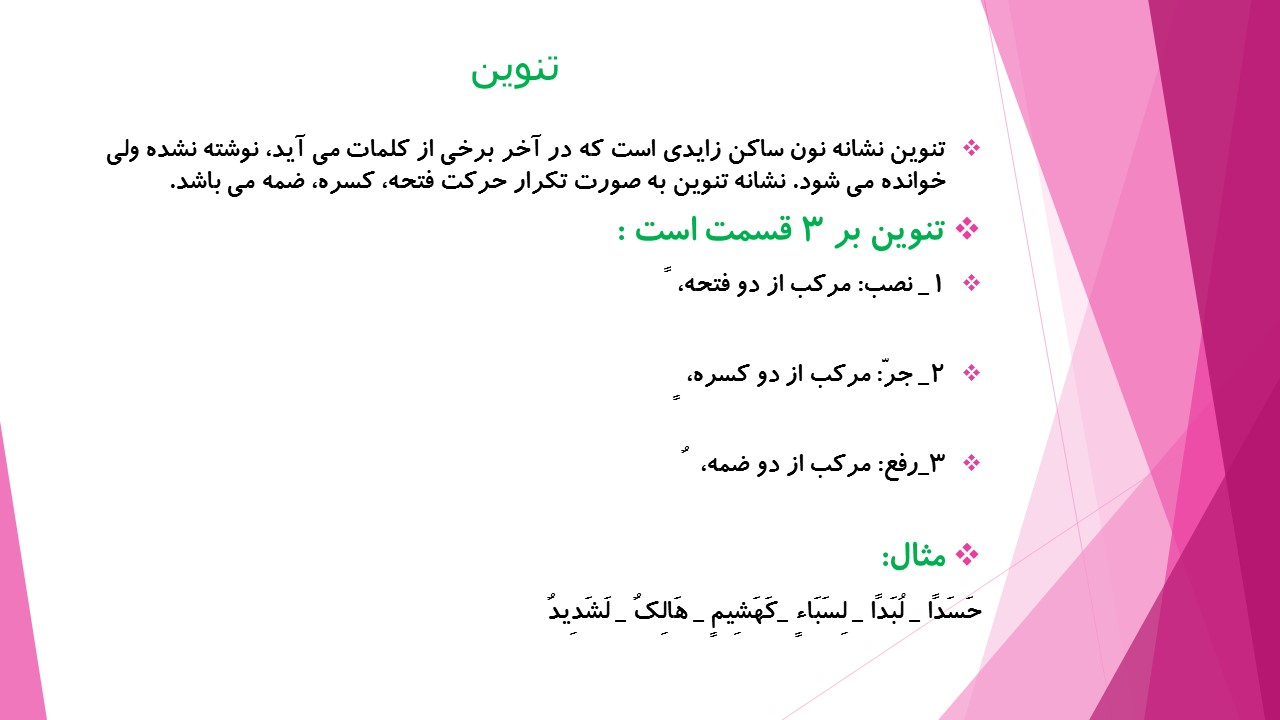 تنوین
❖ تنوین نشانه نون ساکن زایدی است که در آخر برخی از کلمات می آید، نوشته نشده ولی
خوانده می شود. نشانه تنوین به صورت تکرار حرکت فتحه، کسره، ضمه می باشد.
❖ تنوین بر ۳ قسمت است :
❖ ۱_ نصب: مرکب از دو فتحه، ً
❖ ۲_ جرّ: مرکب از دو کسره، ٍ
❖ ۳_رفع: مرکب از دو ضمه، ٌ
❖ مثال:
حَسَدًا _ لُبَدًا _ لِسَبَاءٍ _کَهَشِیمٍ _ هَالِکٌ _ لَشَدِیدٌ